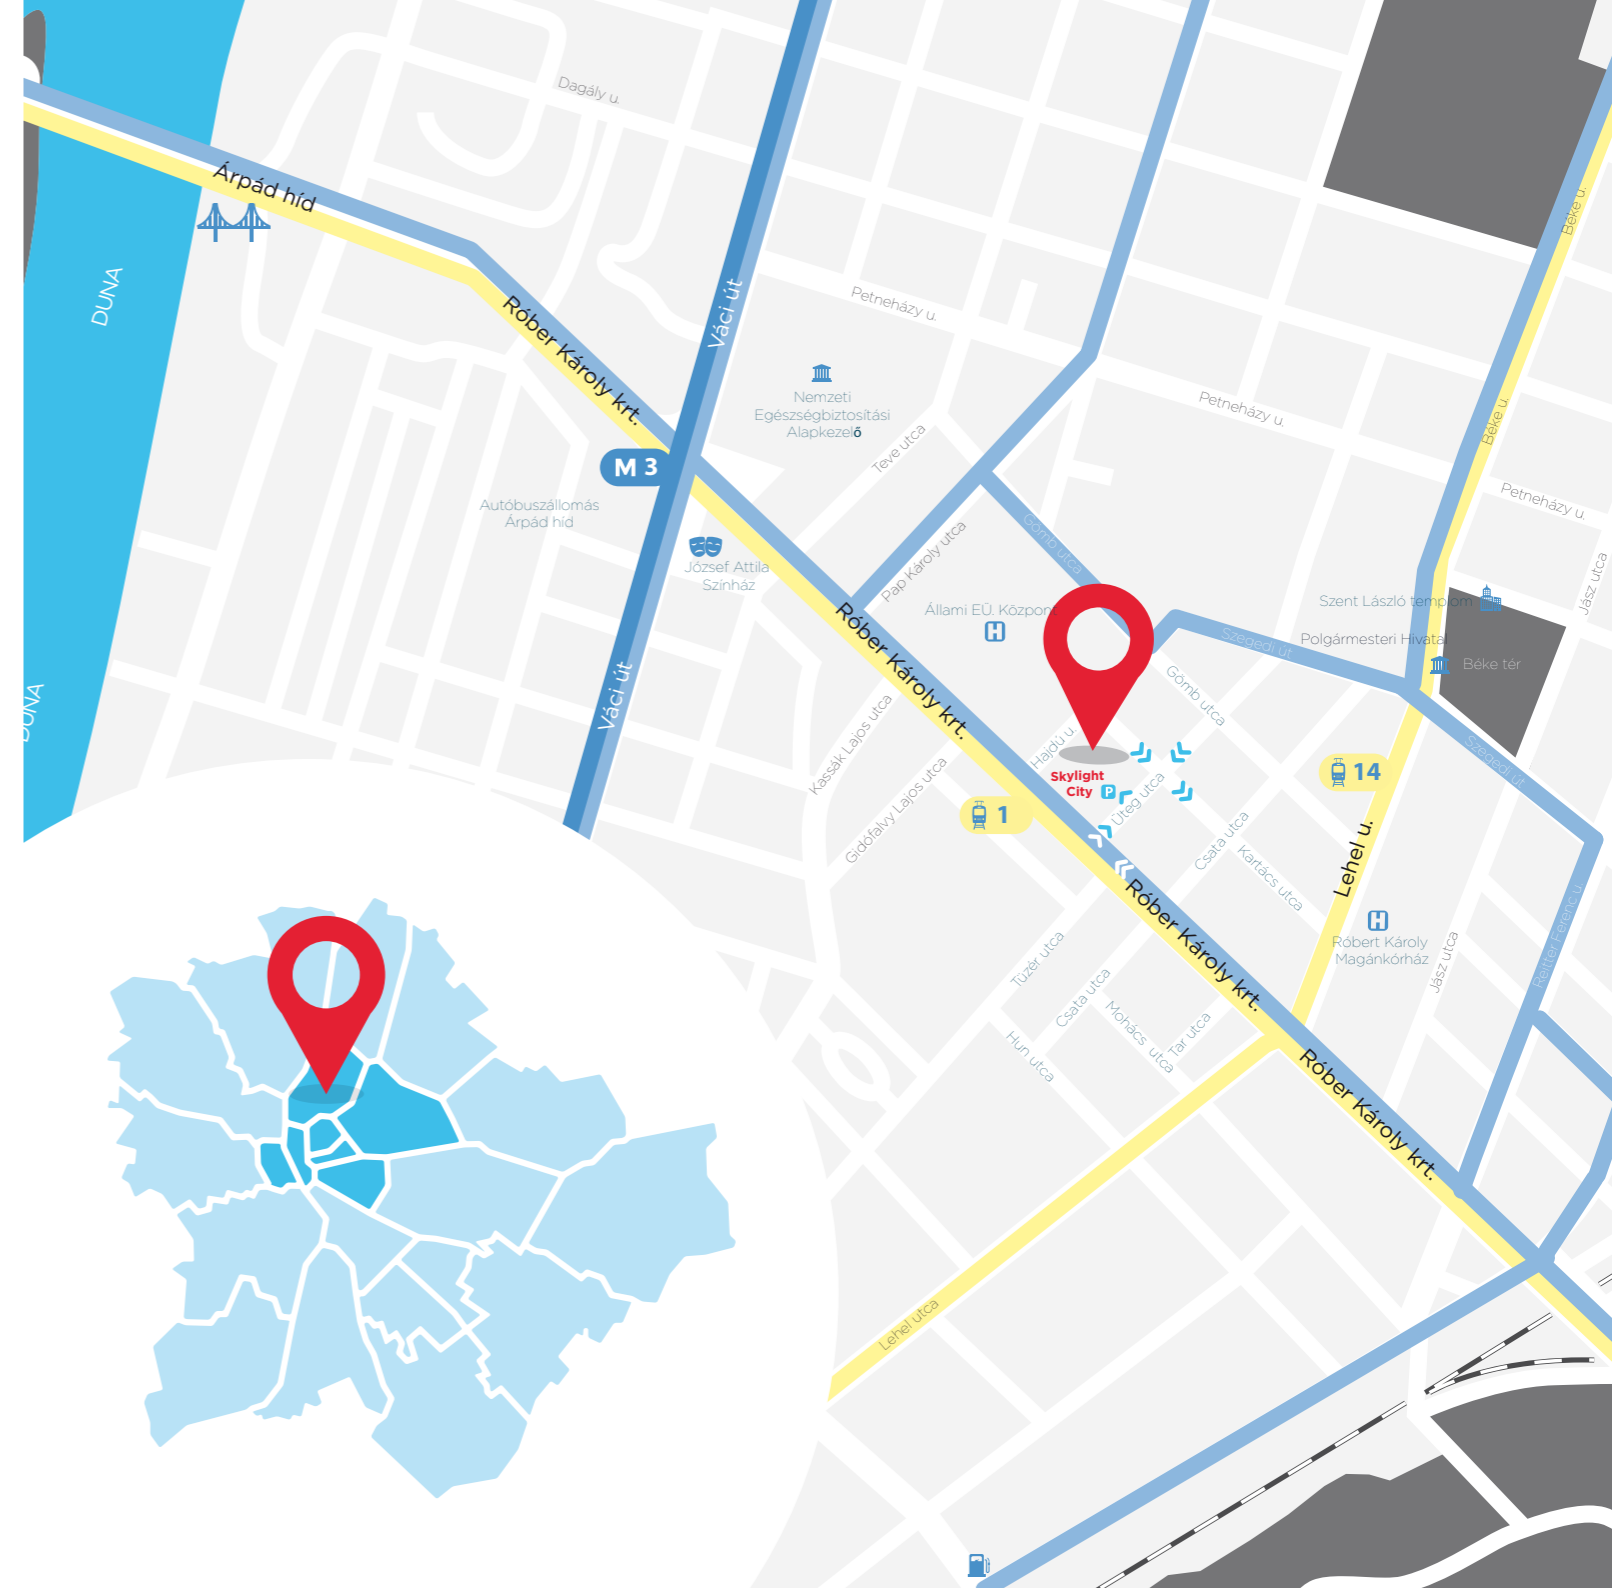 Dagály u.
Árpád híd
Béke u.
DUNA
Váci út
Petneházy u.
Róber Károly krt.
Nemzeti
Egészségbiztosítási
Alapkezelő
Petneházy u.
Béke u.
Teve utca
M 3
Petneházy u.
Autóbuszállomás
Árpád híd
Gömb utca
Pap Károly utca
József Attila
Színház
Jász utca
Szent László templom
Állami EÜ. Központ
H
Szegedi út
Polgármesteri Hivatal
Béke tér
Róber Károly krt.
DUNA
Váci út
Gömb utca
Kassák Lajos utca
Hajdú u.
Szegedi út
Skylight
City
P
14
Üteg utca
Gidófalvy Lajos utca
1
Csata utca
Kartács utca
Lehel u.
H
Róbert Károly
Magánkórház
Reitter Ferenc u.
Róber Károly krt.
Jász utca
Tüzér utca
Csata utca
Mohács utca
Tar utca
Hun utca
Róber Károly krt.
Lehel utca